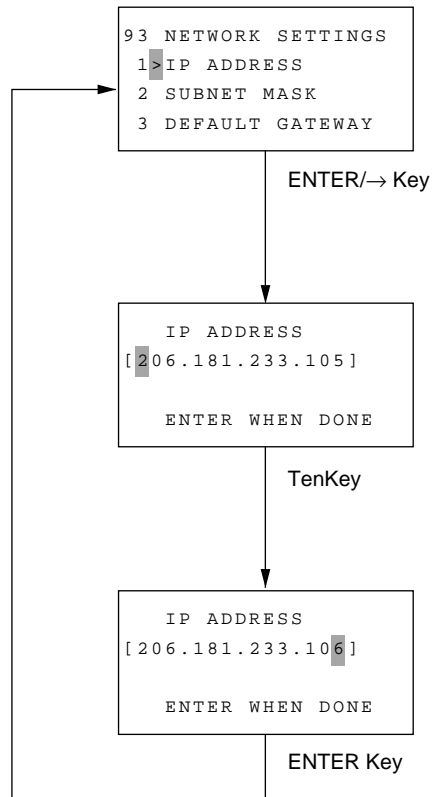 93 NETWORK SETTINGS
1>IP ADDRESS
2 SUBNET MASK
3 DEFAULT GATEWAY
ENTER/→ Key
IP ADDRESS
[206.181.233.105]
ENTER WHEN DONE
TenKey
IP ADDRESS
[206.181.233.106]
ENTER WHEN DONE
ENTER Key